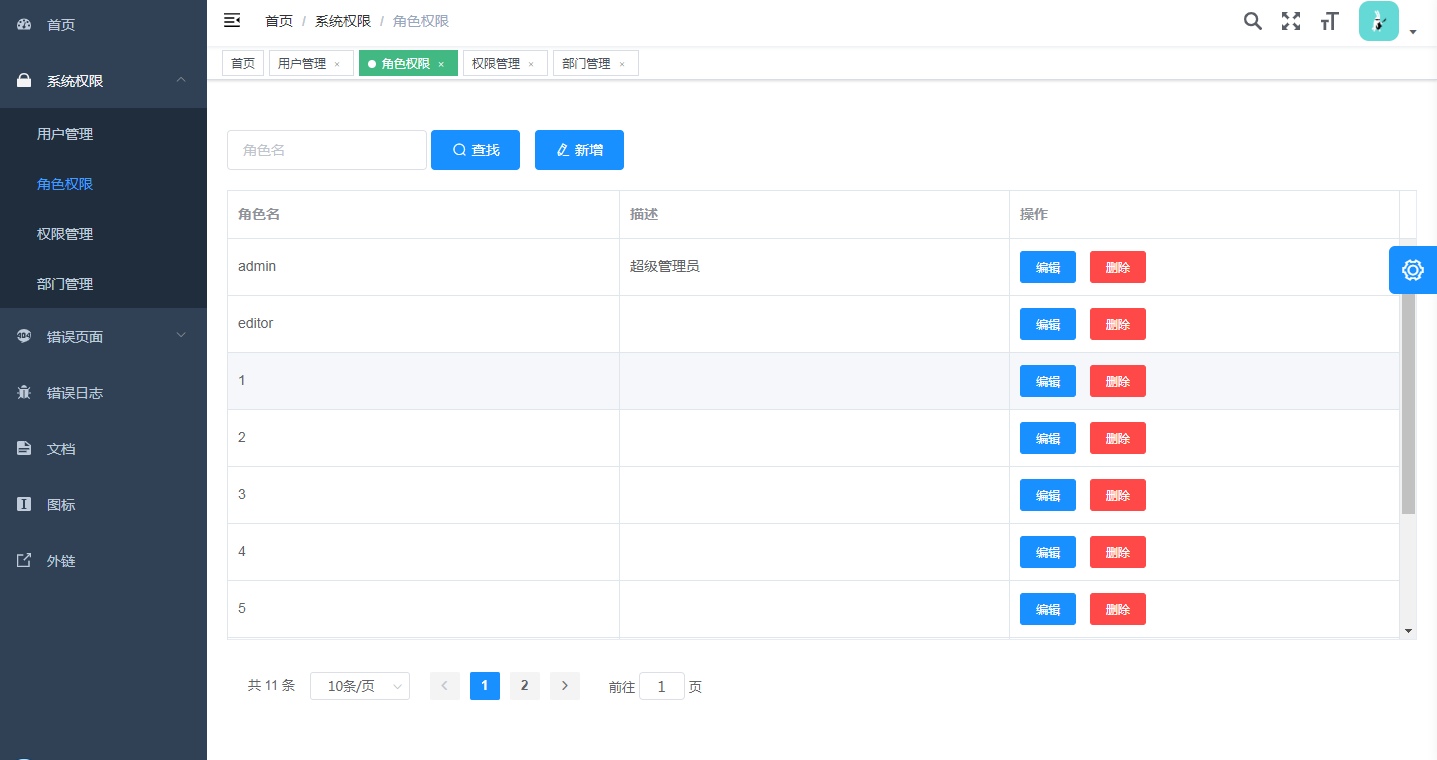 首页
系统权限
用户管理
角色权限
权限管理
部门管理
404 错误页面
错误日志
文档
图标
外链
首页 / 系统权限 / 角色权限
首页 用户管理 × 角色权限 × 权限管理 × 部门管理 ×
角色名 查找 新增
角色名 描述 操作
admin 超级管理员 编辑 删除
editor 编辑 删除
1 编辑 删除
2 编辑 删除
3 编辑 删除
4 编辑 删除
5 编辑 删除
共 11 条 10条/页 1 2 前往 1 页